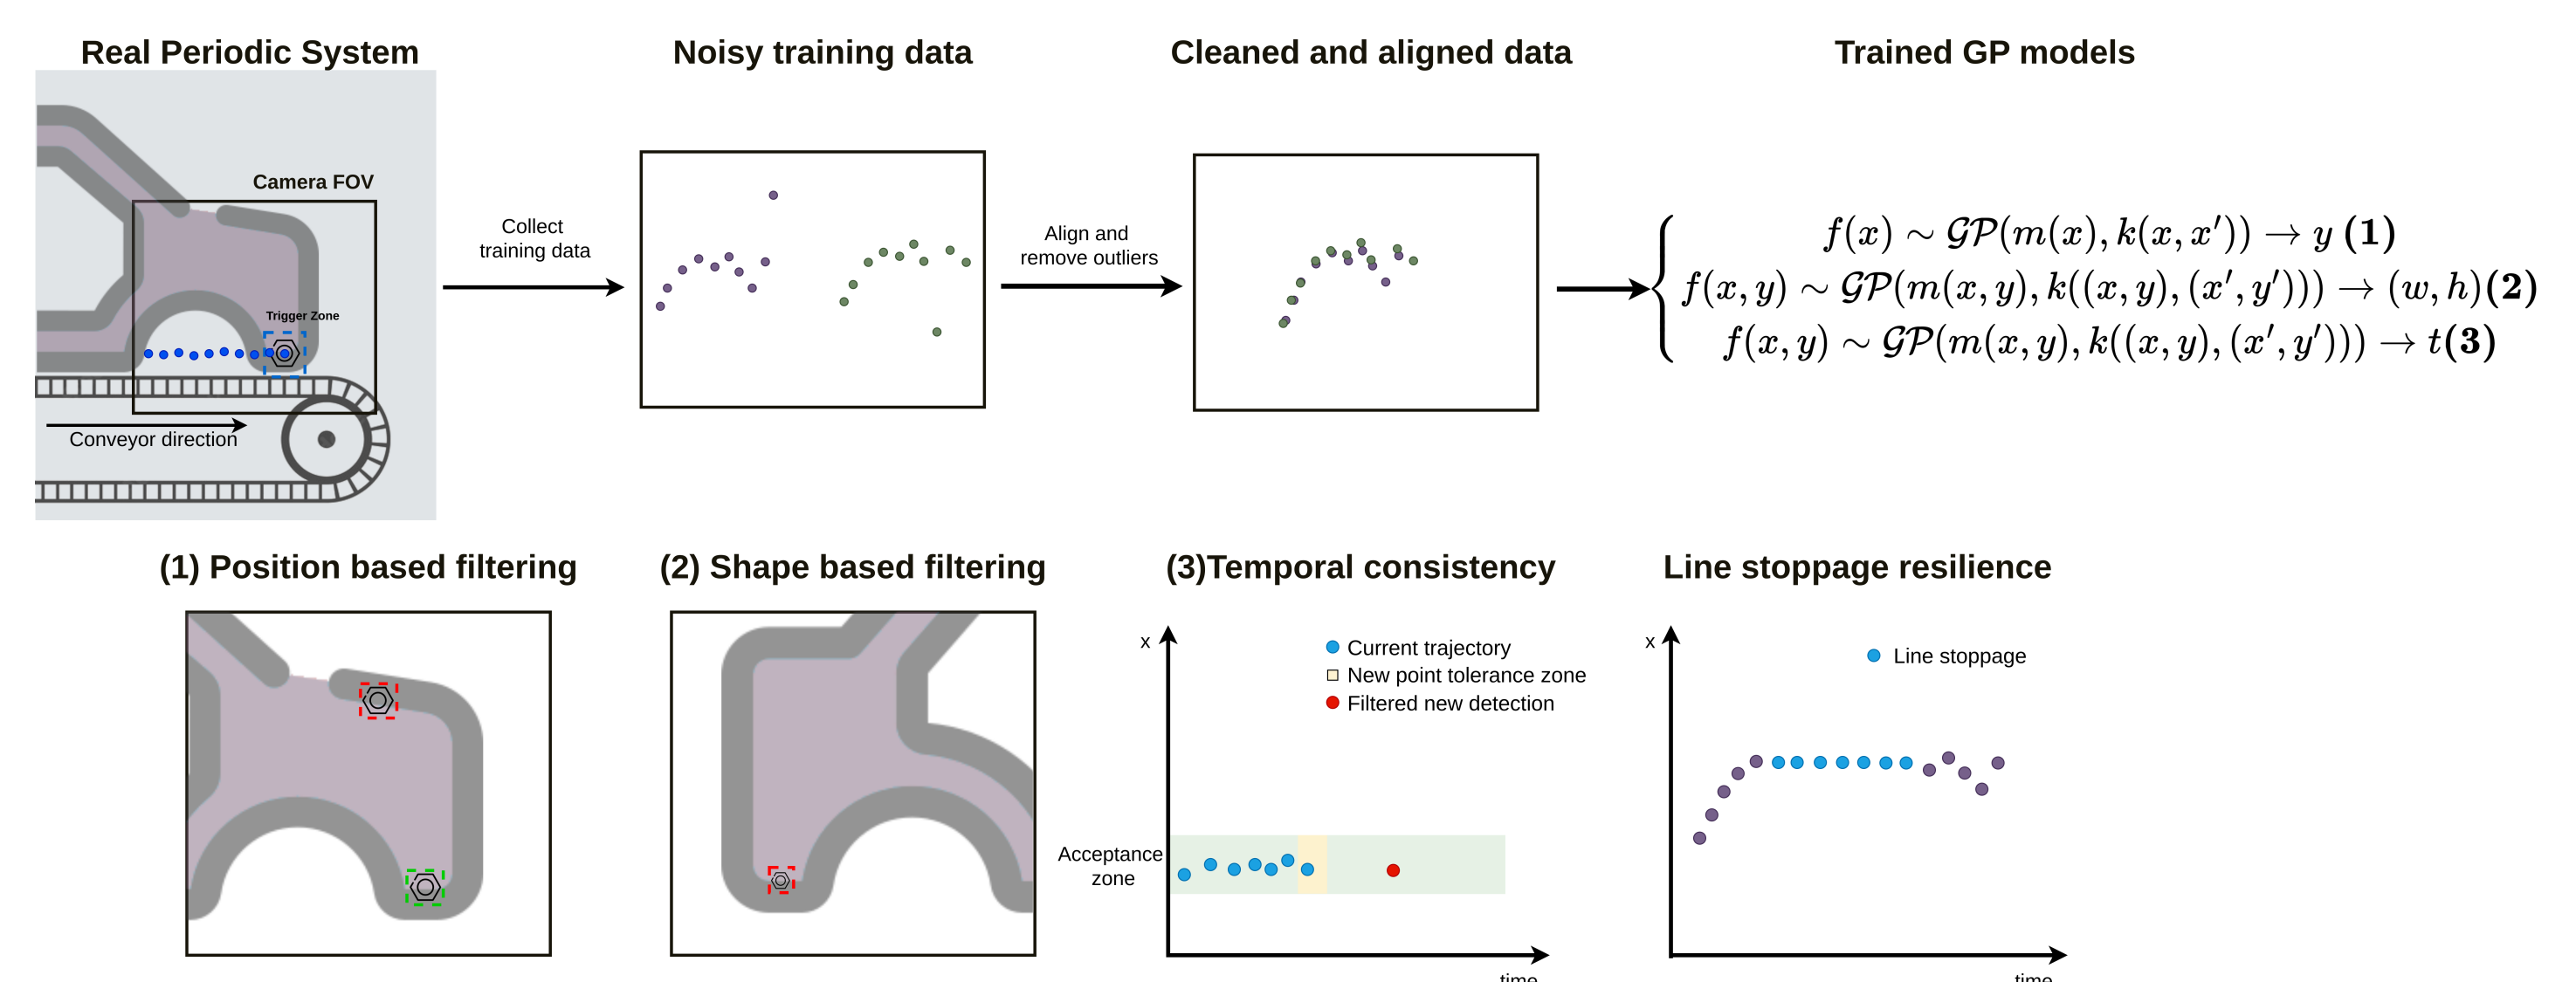 Real Periodic System
Noisy training data
Cleaned and aligned data
Trained GP models
Camera FOV
Trigger Zone
Conveyor direction
Collect
training data
Align and
remove outliers
f(x) ∼ 𝒢𝒫(m(x), k(x, x′)) → y (1)
f(x, y) ∼ 𝒢𝒫(m(x, y), k((x, y), (x′, y′))) → (w, h)(2)
f(x, y) ∼ 𝒢𝒫(m(x, y), k((x, y), (x′, y′))) → t(3)
(1) Position based filtering
(2) Shape based filtering
(3)Temporal consistency
Line stoppage resilience
x
Current trajectory
New point tolerance zone
Filtered new detection
Acceptance
zone
time
x
Line stoppage
time